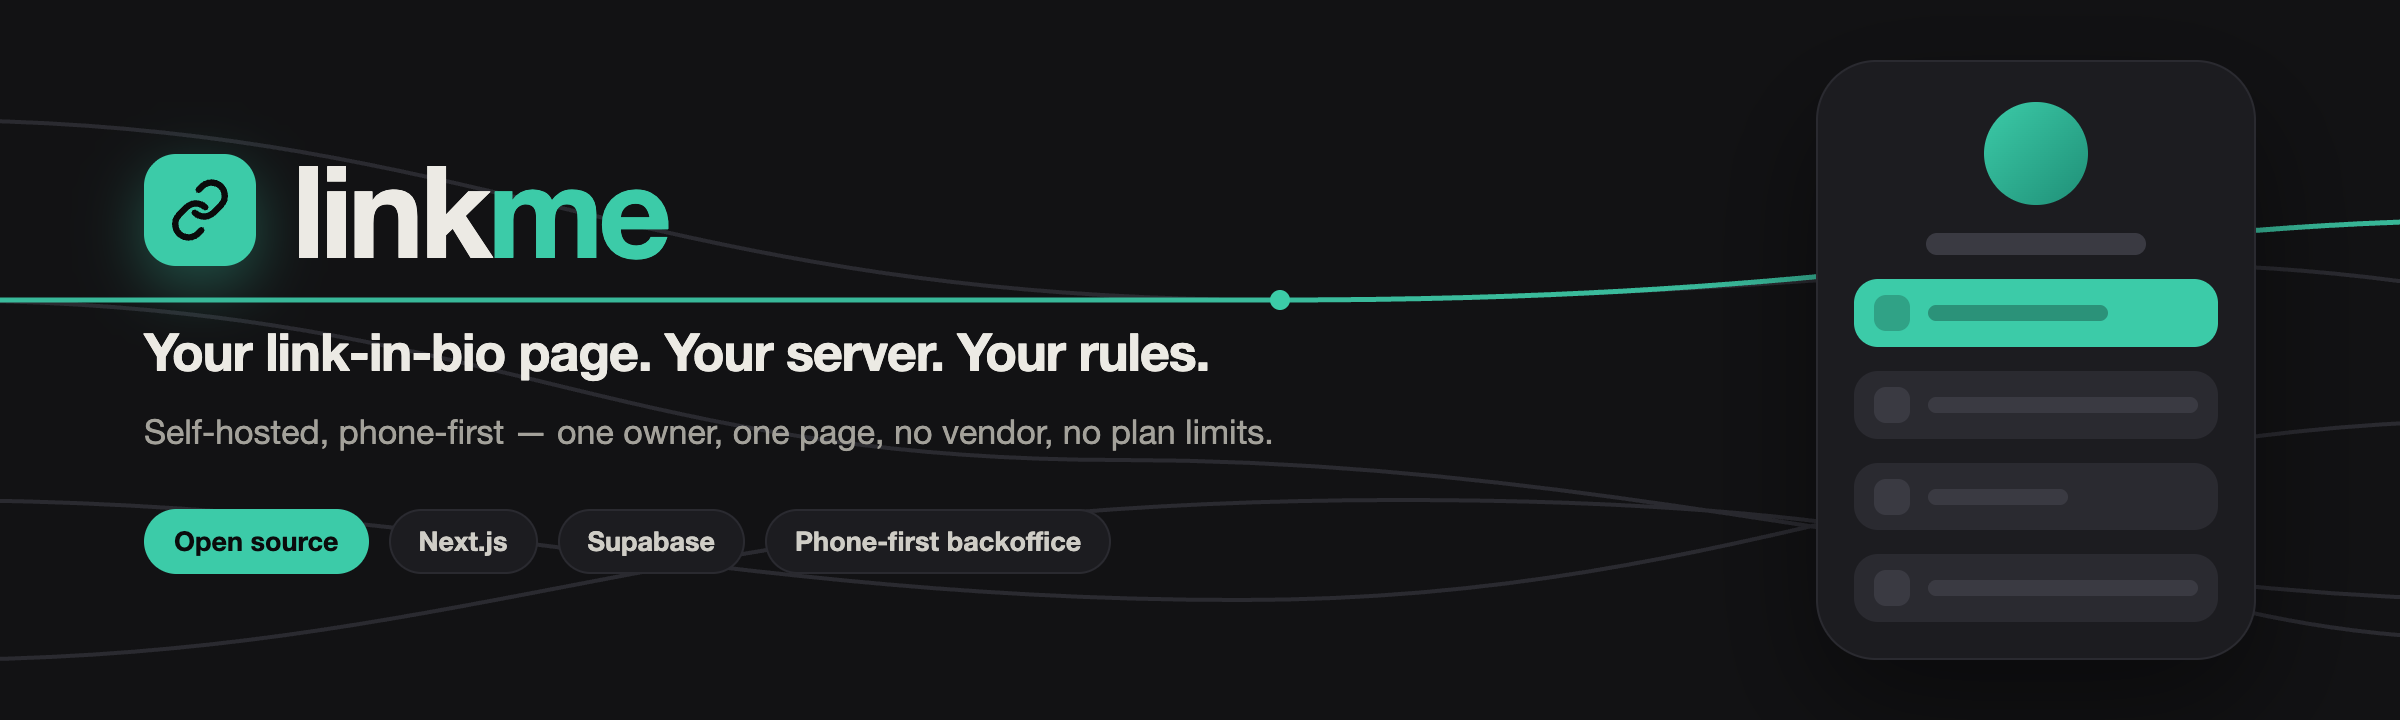 linkme
Your link-in-bio page. Your server. Your rules.
Self-hosted, phone-first — one owner, one page, no vendor, no plan limits.
Open source Next.js Supabase Phone-first backoffice